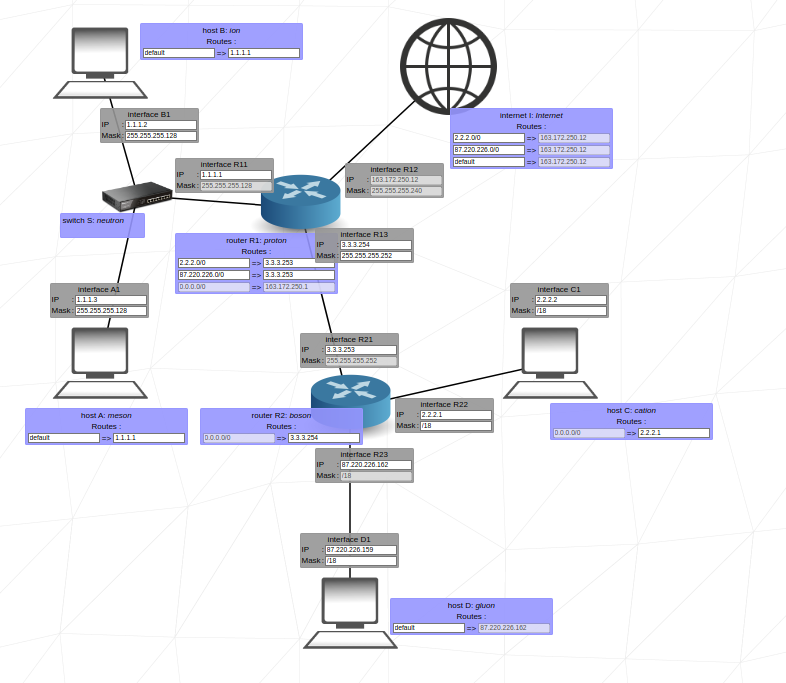 host B: ion
Routes :
default => 1.1.1.1
interface B1
IP : 1.1.1.2
Mask : 255.255.255.128
internet I: Internet
Routes :
2.2.2.0/0 => 163.172.250.12
87.220.226.0/0 => 163.172.250.12
default => 163.172.250.12
interface R11
IP : 1.1.1.1
Mask : 255.255.255.128
interface R12
IP : 163.172.250.12
Mask : 255.255.255.240
switch S: neutron
interface R13
IP : 3.3.3.254
Mask : 255.255.255.252
router R1: proton
Routes :
2.2.2.0/0 => 3.3.3.253
87.220.226.0/0 => 3.3.3.253
0.0.0.0/0 => 163.172.250.1
interface A1
IP : 1.1.1.3
Mask : 255.255.255.128
interface C1
IP : 2.2.2.2
Mask : /18
interface R21
IP : 3.3.3.253
Mask : 255.255.255.252
interface R22
IP : 2.2.2.1
Mask : /18
host A: meson
Routes :
default => 1.1.1.1
router R2: boson
Routes :
0.0.0.0/0 => 3.3.3.254
host C: cation
Routes :
0.0.0.0/0 => 2.2.2.1
interface R23
IP : 87.220.226.162
Mask : /18
interface D1
IP : 87.220.226.159
Mask : /18
host D: gluon
Routes :
default => 87.220.226.162